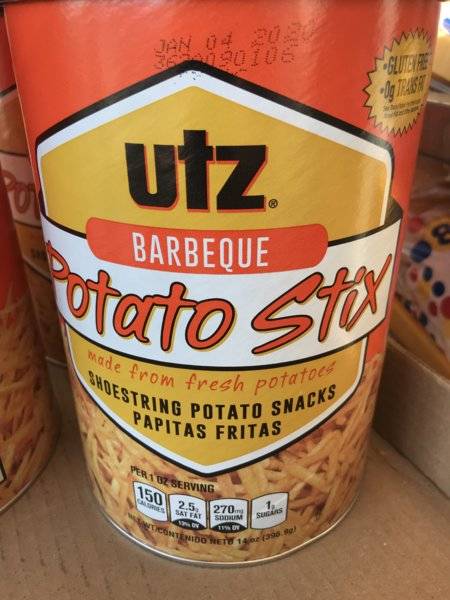 JAN 04 2020
GLUTEN FREE
0g TRANS FAT
utz®
BARBEQUE
Potato Stix
made from fresh potatoes
SHOESTRING POTATO SNACKS
PAPITAS FRITAS
PER 1 OZ SERVING
150 CALORIES
2.5g SAT FAT 13% DV
270mg SODIUM 11% DV
1g SUGARS
NET WT/CONTENIDO NETO 14 oz (396.9g)